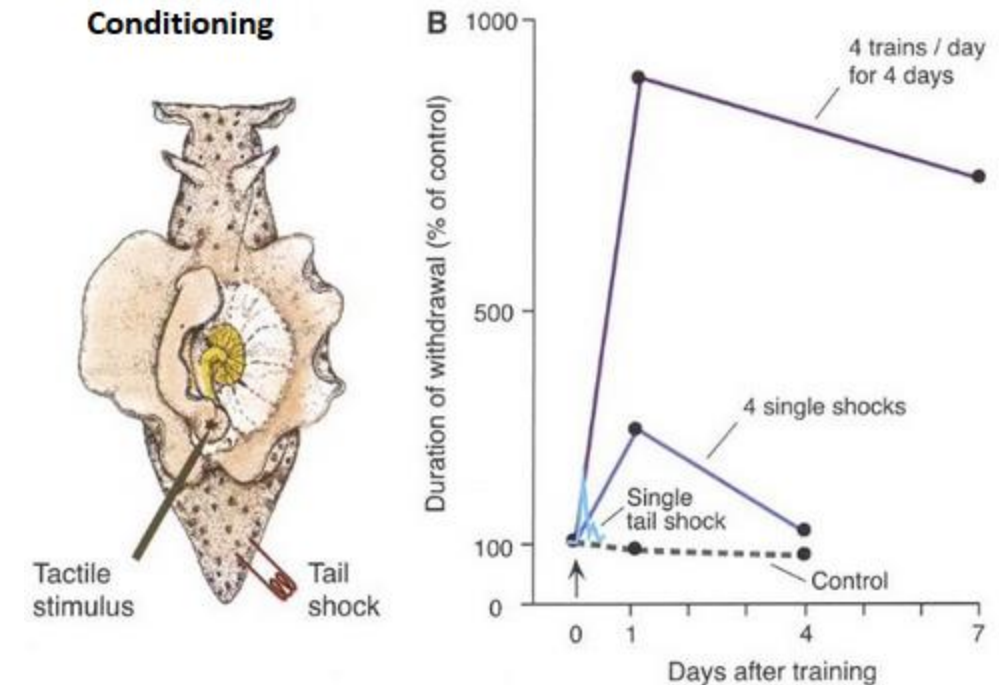 Conditioning
Tactile
stimulus
Tail
shock
B
1000
500
100
0
Duration of withdrawal (% of control)
4 trains / day
for 4 days
4 single shocks
Single
tail shock
Control
0 1 4 7
Days after training